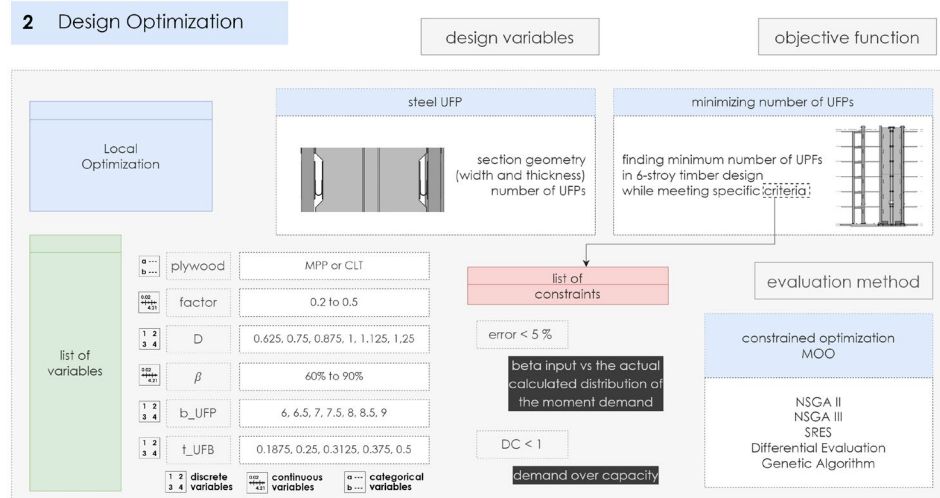 2 Design Optimization
design variables
objective function
Local
Optimization
steel UFP
section geometry
(width and thickness)
number of UFPs
minimizing number of UFPs
finding minimum number of UPFs
in 6-stroy timber design
while meeting specific criteria
list of
variables
a ---
b ---
plywood
MPP or CLT
0.02
4.21
factor
0.2 to 0.5
1 2
3 4
D
0.625, 0.75, 0.875, 1, 1.125, 1,25
0.02
4.21
β
60% to 90%
1 2
3 4
b_UFP
6, 6.5, 7, 7.5, 8, 8.5, 9
1 2
3 4
t_UFB
0.1875, 0.25, 0.3125, 0.375, 0.5
1 2
3 4
discrete
variables
0.02
4.21
continuous
variables
a ---
b ---
categorical
variables
list of
constraints
error < 5 %
beta input vs the actual
calculated distribution of
the moment demand
DC < 1
demand over capacity
evaluation method
constrained optimization
MOO
NSGA II
NSGA III
SRES
Differential Evaluation
Genetic Algorithm